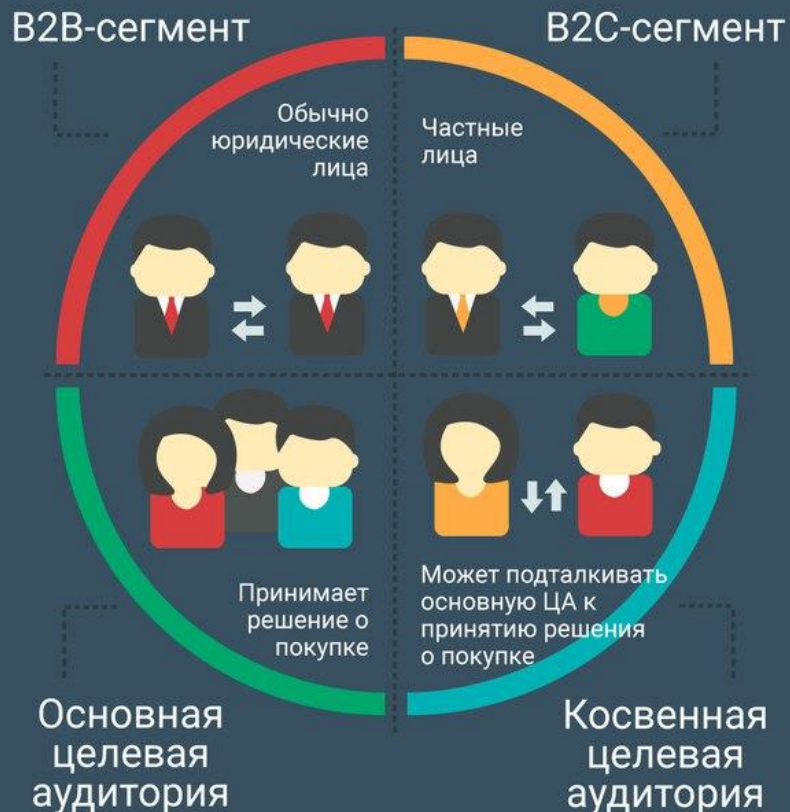 B2B-сегмент
B2C-сегмент
Обычно
юридические
лица
Частные
лица
Принимает
решение о
покупке
Может подталкивать
основную ЦА к
принятию решения
о покупке
Основная
целевая
аудитория
Косвенная
целевая
аудитория